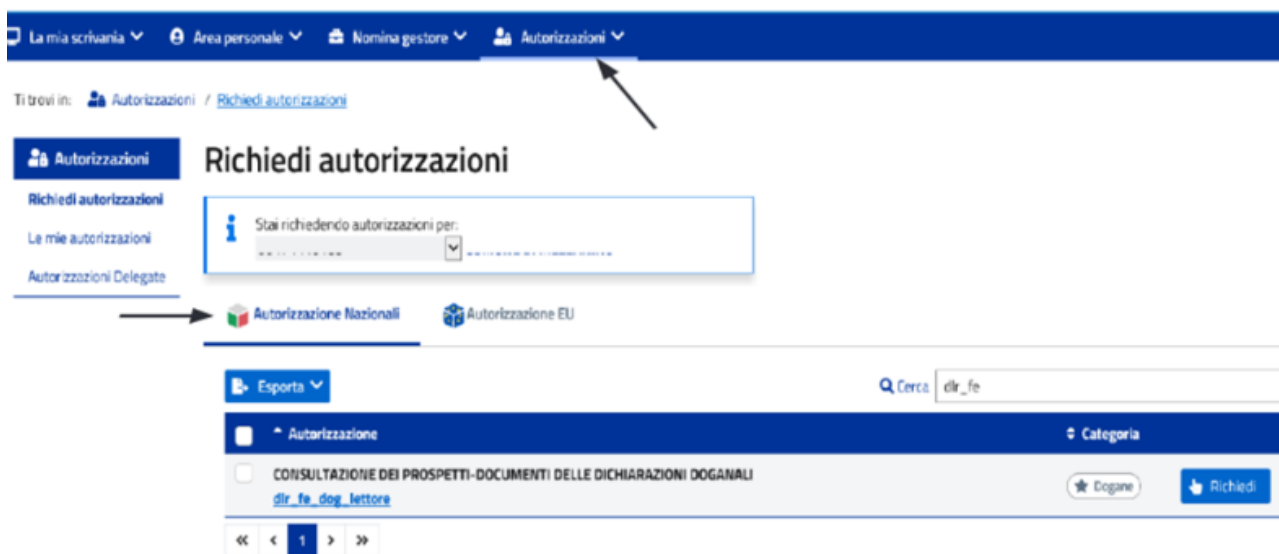 La mia scrivania Area personale Nomina gestore Autorizzazioni
Ti trovi in: Autorizzazioni / Richiedi autorizzazioni
Autorizzazioni
Richiedi autorizzazioni
Richiedi autorizzazioni
Le mie autorizzazioni
Autorizzazioni Delegate
Stai richiedendo autorizzazioni per:
Autorizzazione Nazionali Autorizzazione EU
Esporta
Cerca dlr_fe
Autorizzazione Categoria
CONSULTAZIONE DEI PROSPETTI-DOCUMENTI DELLE DICHIARAZIONI DOGANALI
dlr_fe_dog_lettore
Dogane Richiedi
« < 1 > »